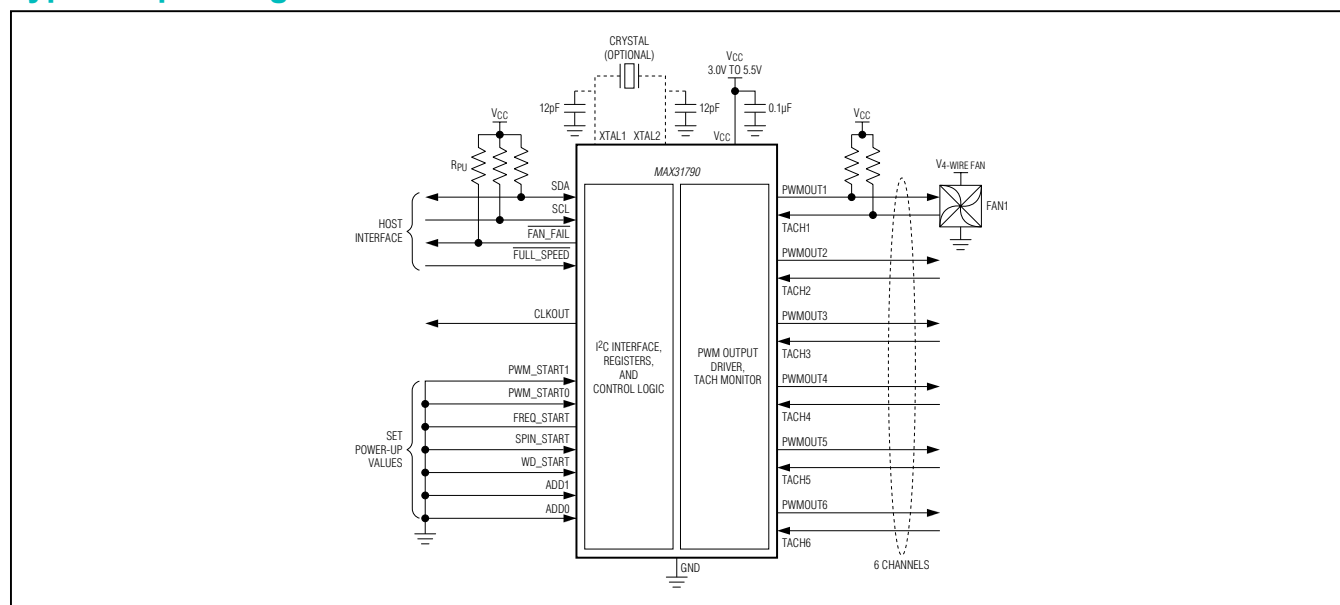 CRYSTAL
(OPTIONAL)
VCC
3.0V TO 5.5V
12pF
12pF
0.1µF
XTAL1 XTAL2
VCC
VCC
RPU
VCC
V4-WIRE FAN
FAN1
MAX31790
HOST
INTERFACE
SDA
SCL
FAN_FAIL
FULL_SPEED
CLKOUT
SET
POWER-UP
VALUES
PWM_START1
PWM_START0
FREQ_START
SPIN_START
WD_START
ADD1
ADD0
I2C INTERFACE,
REGISTERS,
AND
CONTROL LOGIC
PWM OUTPUT
DRIVER,
TACH MONITOR
PWMOUT1
TACH1
PWMOUT2
TACH2
PWMOUT3
TACH3
PWMOUT4
TACH4
PWMOUT5
TACH5
PWMOUT6
TACH6
6 CHANNELS
GND